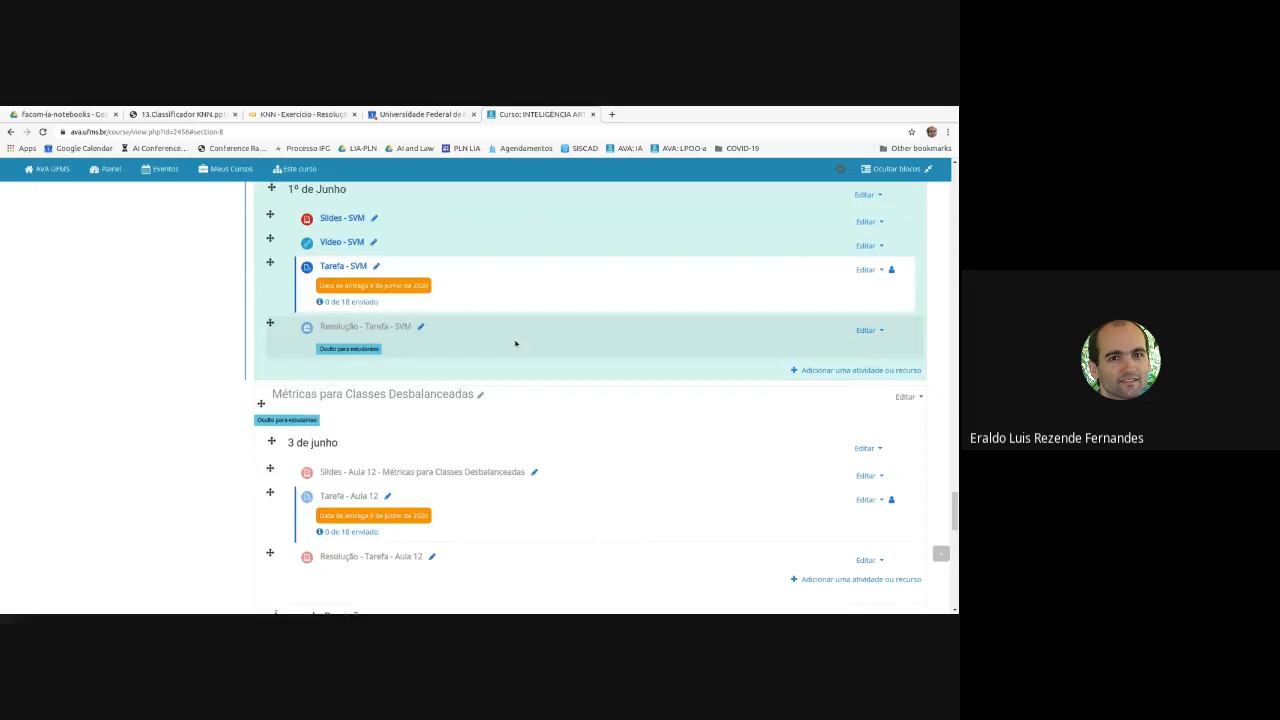 facom-ia-notebooks - Goo
13.Classificador KNN.ppt
KNN - Exercício - Resoluçã
Universidade Federal de
Curso: INTELIGÊNCIA ART
ava.ufms.br/course/view.php?id=2456#section-8
Apps
Google Calendar
AI Conference...
Conference Ra...
Processo IFG
LIA-PLN
AI and Law
PLN LIA
Agendamentos
SISCAD
AVA: IA
AVA: LPOO-a
COVID-19
Other bookmarks
AVA UFMS
Painel
Eventos
Meus Cursos
Este curso
Ocultar blocos
1º de Junho
Editar
Slides - SVM
Editar
Vídeo - SVM
Editar
Tarefa - SVM
Editar
Data de entrega 8 de junho de 2020
0 de 18 enviado
Resolução - Tarefa - SVM
Editar
Oculto para estudantes
+ Adicionar uma atividade ou recurso
Métricas para Classes Desbalanceadas
Editar
Oculto para estudantes
3 de junho
Editar
Slides - Aula 12 - Métricas para Classes Desbalanceadas
Editar
Tarefa - Aula 12
Editar
Data de entrega 8 de junho de 2020
0 de 18 enviado
Resolução - Tarefa - Aula 12
Editar
+ Adicionar uma atividade ou recurso
Eraldo Luis Rezende Fernandes